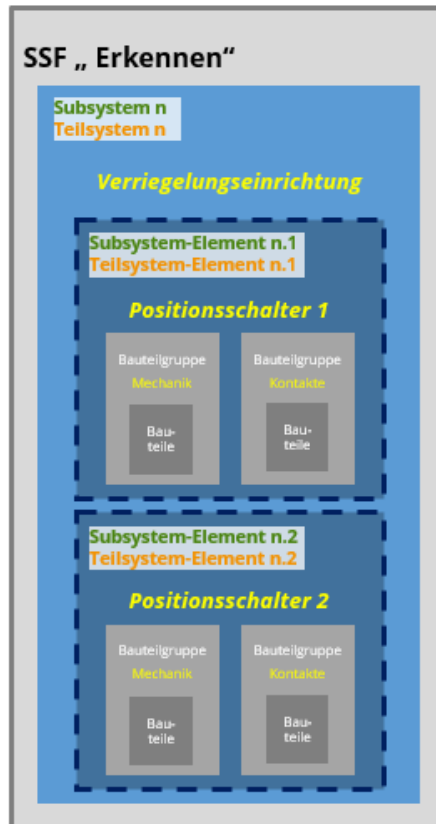 SSF „ Erkennen“
Subsystem n
Teilsystem n
Verriegelungseinrichtung
Subsystem-Element n.1
Teilsystem-Element n.1
Positionsschalter 1
Bauteilgruppe
Mechanik
Bau-
teile
Bauteilgruppe
Kontakte
Bau-
teile
Subsystem-Element n.2
Teilsystem-Element n.2
Positionsschalter 2
Bauteilgruppe
Mechanik
Bau-
teile
Bauteilgruppe
Kontakte
Bau-
teile